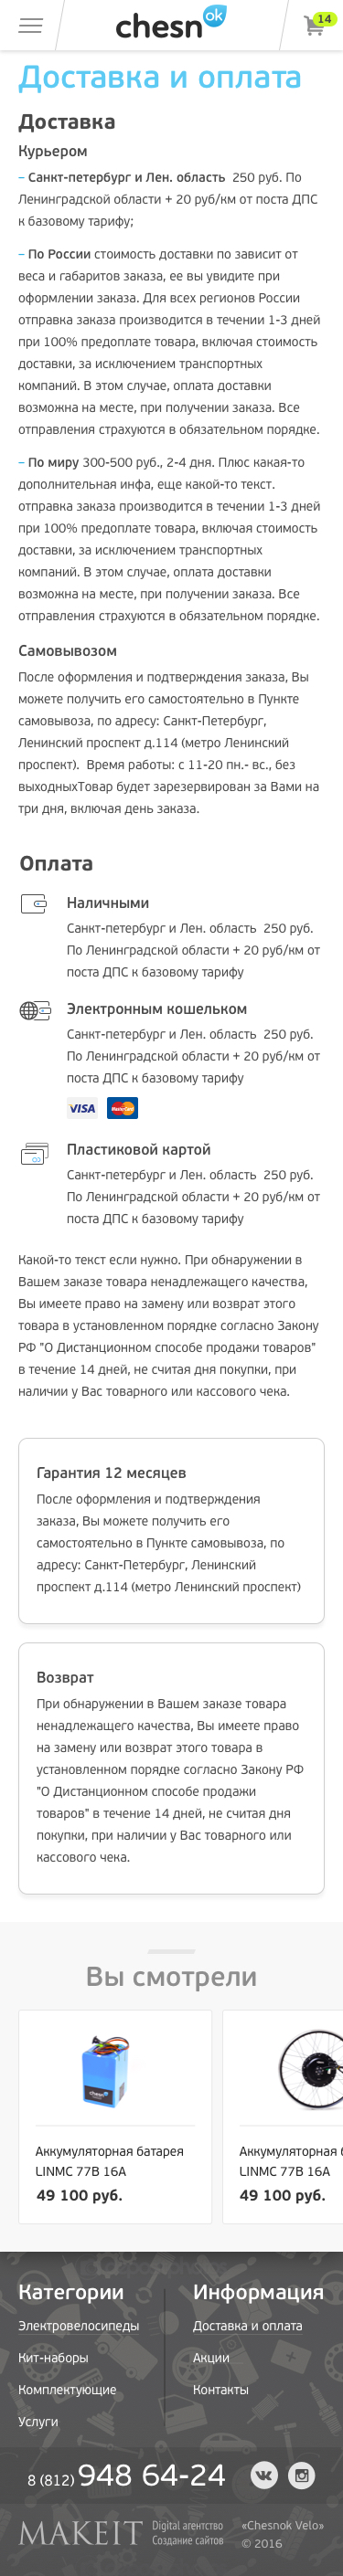 chesn ok
14
Доставка и оплата
Доставка
Курьером
– Санкт-петербург и Лен. область  250 руб. По
Ленинградской области + 20 руб/км от поста ДПС
к базовому тарифу;
– По России стоимость доставки по зависит от
веса и габаритов заказа, ее вы увидите при
оформлении заказа. Для всех регионов России
отправка заказа производится в течении 1-3 дней
при 100% предоплате товара, включая стоимость
доставки, за исключением транспортных
компаний. В этом случае, оплата доставки
возможна на месте, при получении заказа. Все
отправления страхуются в обязательном порядке.
– По миру 300-500 руб., 2-4 дня. Плюс какая-то
дополнительная инфа, еще какой-то текст.
отправка заказа производится в течении 1-3 дней
при 100% предоплате товара, включая стоимость
доставки, за исключением транспортных
компаний. В этом случае, оплата доставки
возможна на месте, при получении заказа. Все
отправления страхуются в обязательном порядке.
Самовывозом
После оформления и подтверждения заказа, Вы
можете получить его самостоятельно в Пункте
самовывоза, по адресу: Санкт-Петербург,
Ленинский проспект д.114 (метро Ленинский
проспект).  Время работы: с 11-20 пн.- вс., без
выходныхТовар будет зарезервирован за Вами на
три дня, включая день заказа.
Оплата
Наличными
Санкт-петербург и Лен. область  250 руб.
По Ленинградской области + 20 руб/км от
поста ДПС к базовому тарифу
Электронным кошельком
Санкт-петербург и Лен. область  250 руб.
По Ленинградской области + 20 руб/км от
поста ДПС к базовому тарифу
VISA MasterCard
Пластиковой картой
Санкт-петербург и Лен. область  250 руб.
По Ленинградской области + 20 руб/км от
поста ДПС к базовому тарифу
Какой-то текст если нужно. При обнаружении в
Вашем заказе товара ненадлежащего качества,
Вы имеете право на замену или возврат этого
товара в установленном порядке согласно Закону
РФ "О Дистанционном способе продажи товаров"
в течение 14 дней, не считая дня покупки, при
наличии у Вас товарного или кассового чека.
Гарантия 12 месяцев
После оформления и подтверждения
заказа, Вы можете получить его
самостоятельно в Пункте самовывоза, по
адресу: Санкт-Петербург, Ленинский
проспект д.114 (метро Ленинский проспект)
Возврат
При обнаружении в Вашем заказе товара
ненадлежащего качества, Вы имеете право
на замену или возврат этого товара в
установленном порядке согласно Закону РФ
"О Дистанционном способе продажи
товаров" в течение 14 дней, не считая дня
покупки, при наличии у Вас товарного или
кассового чека.
Вы смотрели
chesn
Аккумуляторная батарея
LINMC 77В 16А
49 100 руб.
Аккумуляторная б
LINMC 77В 16А
49 100 руб.
Категории
Электровелосипеды
Кит-наборы
Комплектующие
Услуги
Информация
Доставка и оплата
Акции
Контакты
8 (812) 948 64-24
MAKEIT
Digital агентство
Создание сайтов
«Chesnok Velo»
© 2016